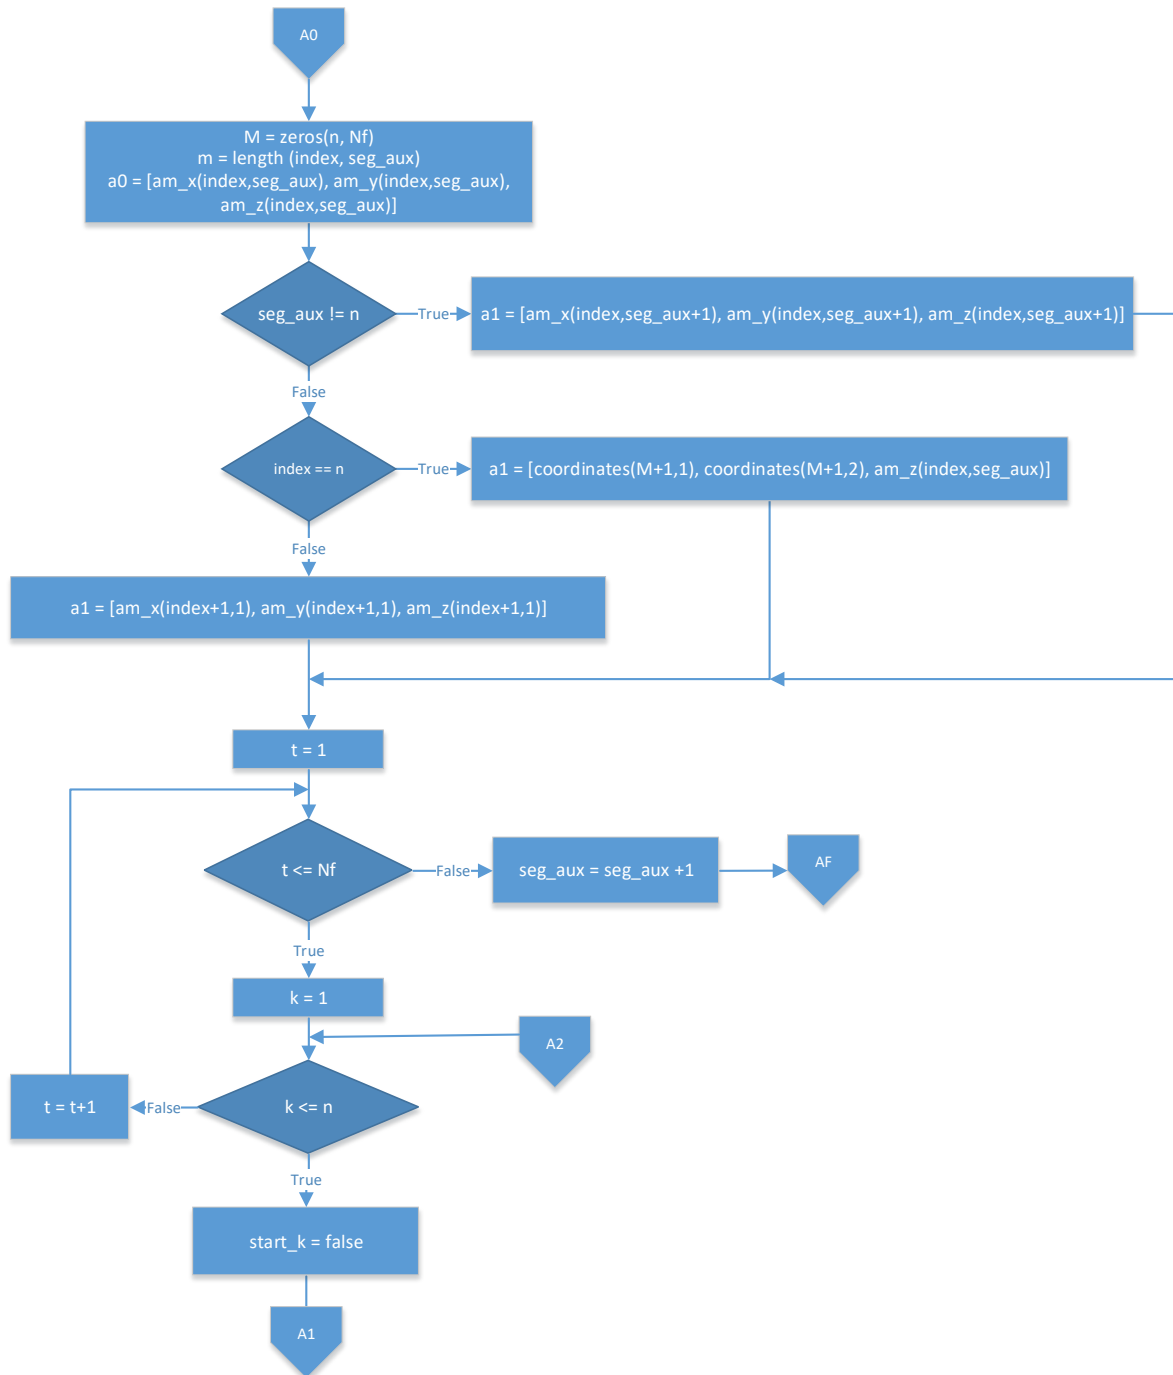 A0
M = zeros(n, Nf)
m = length (index, seg_aux)
a0 = [am_x(index,seg_aux), am_y(index,seg_aux),
am_z(index,seg_aux)]
seg_aux != n
True
a1 = [am_x(index,seg_aux+1), am_y(index,seg_aux+1), am_z(index,seg_aux+1)]
False
index == n
True
a1 = [coordinates(M+1,1), coordinates(M+1,2), am_z(index,seg_aux)]
False
a1 = [am_x(index+1,1), am_y(index+1,1), am_z(index+1,1)]
t = 1
t <= Nf
False
seg_aux = seg_aux +1
AF
True
k = 1
A2
t = t+1
False
k <= n
True
start_k = false
A1